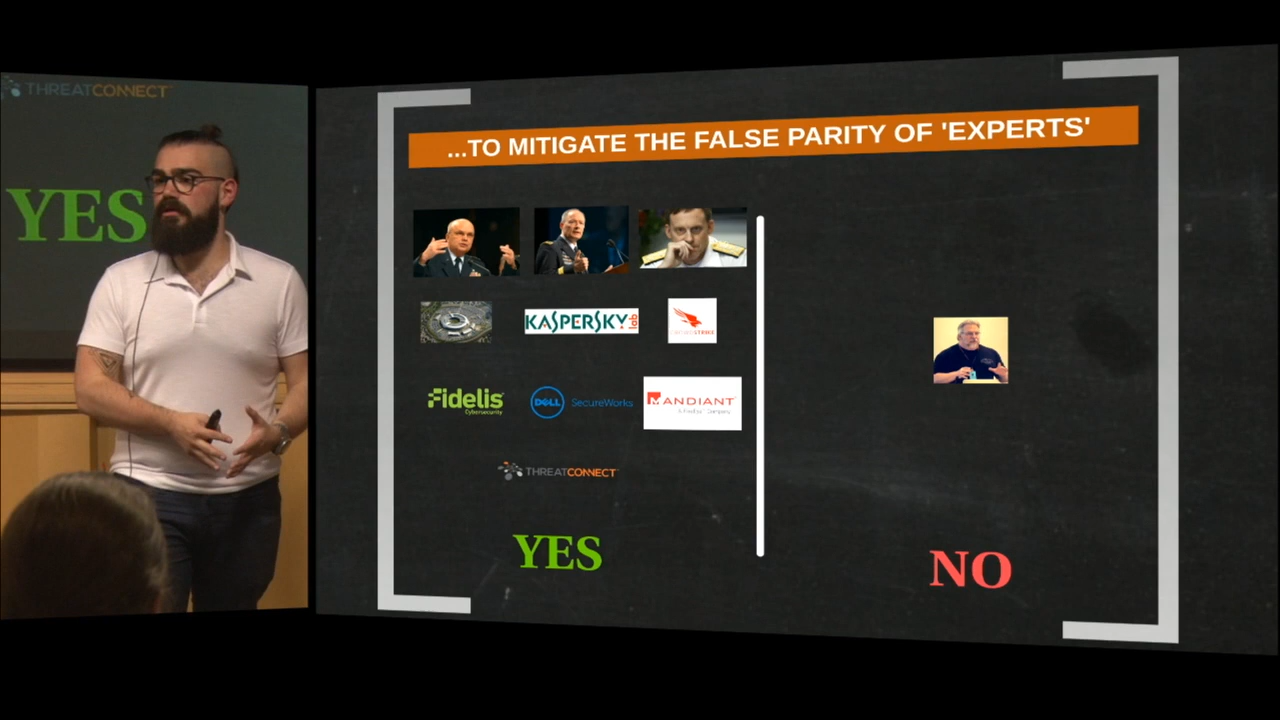 THREATCONNECT
YES
...TO MITIGATE THE FALSE PARITY OF 'EXPERTS'
KASPERSKY lab
Fidelis
Cybersecurity
DELL SecureWorks
MANDIANT
A FireEye Company
THREATCONNECT
YES
NO